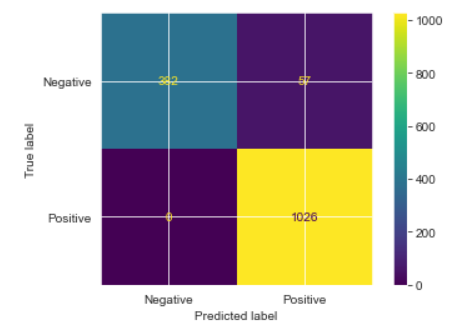 Negative
Positive
True label
382 57
0 1026
Negative Positive
Predicted label
1000
800
600
400
200
0